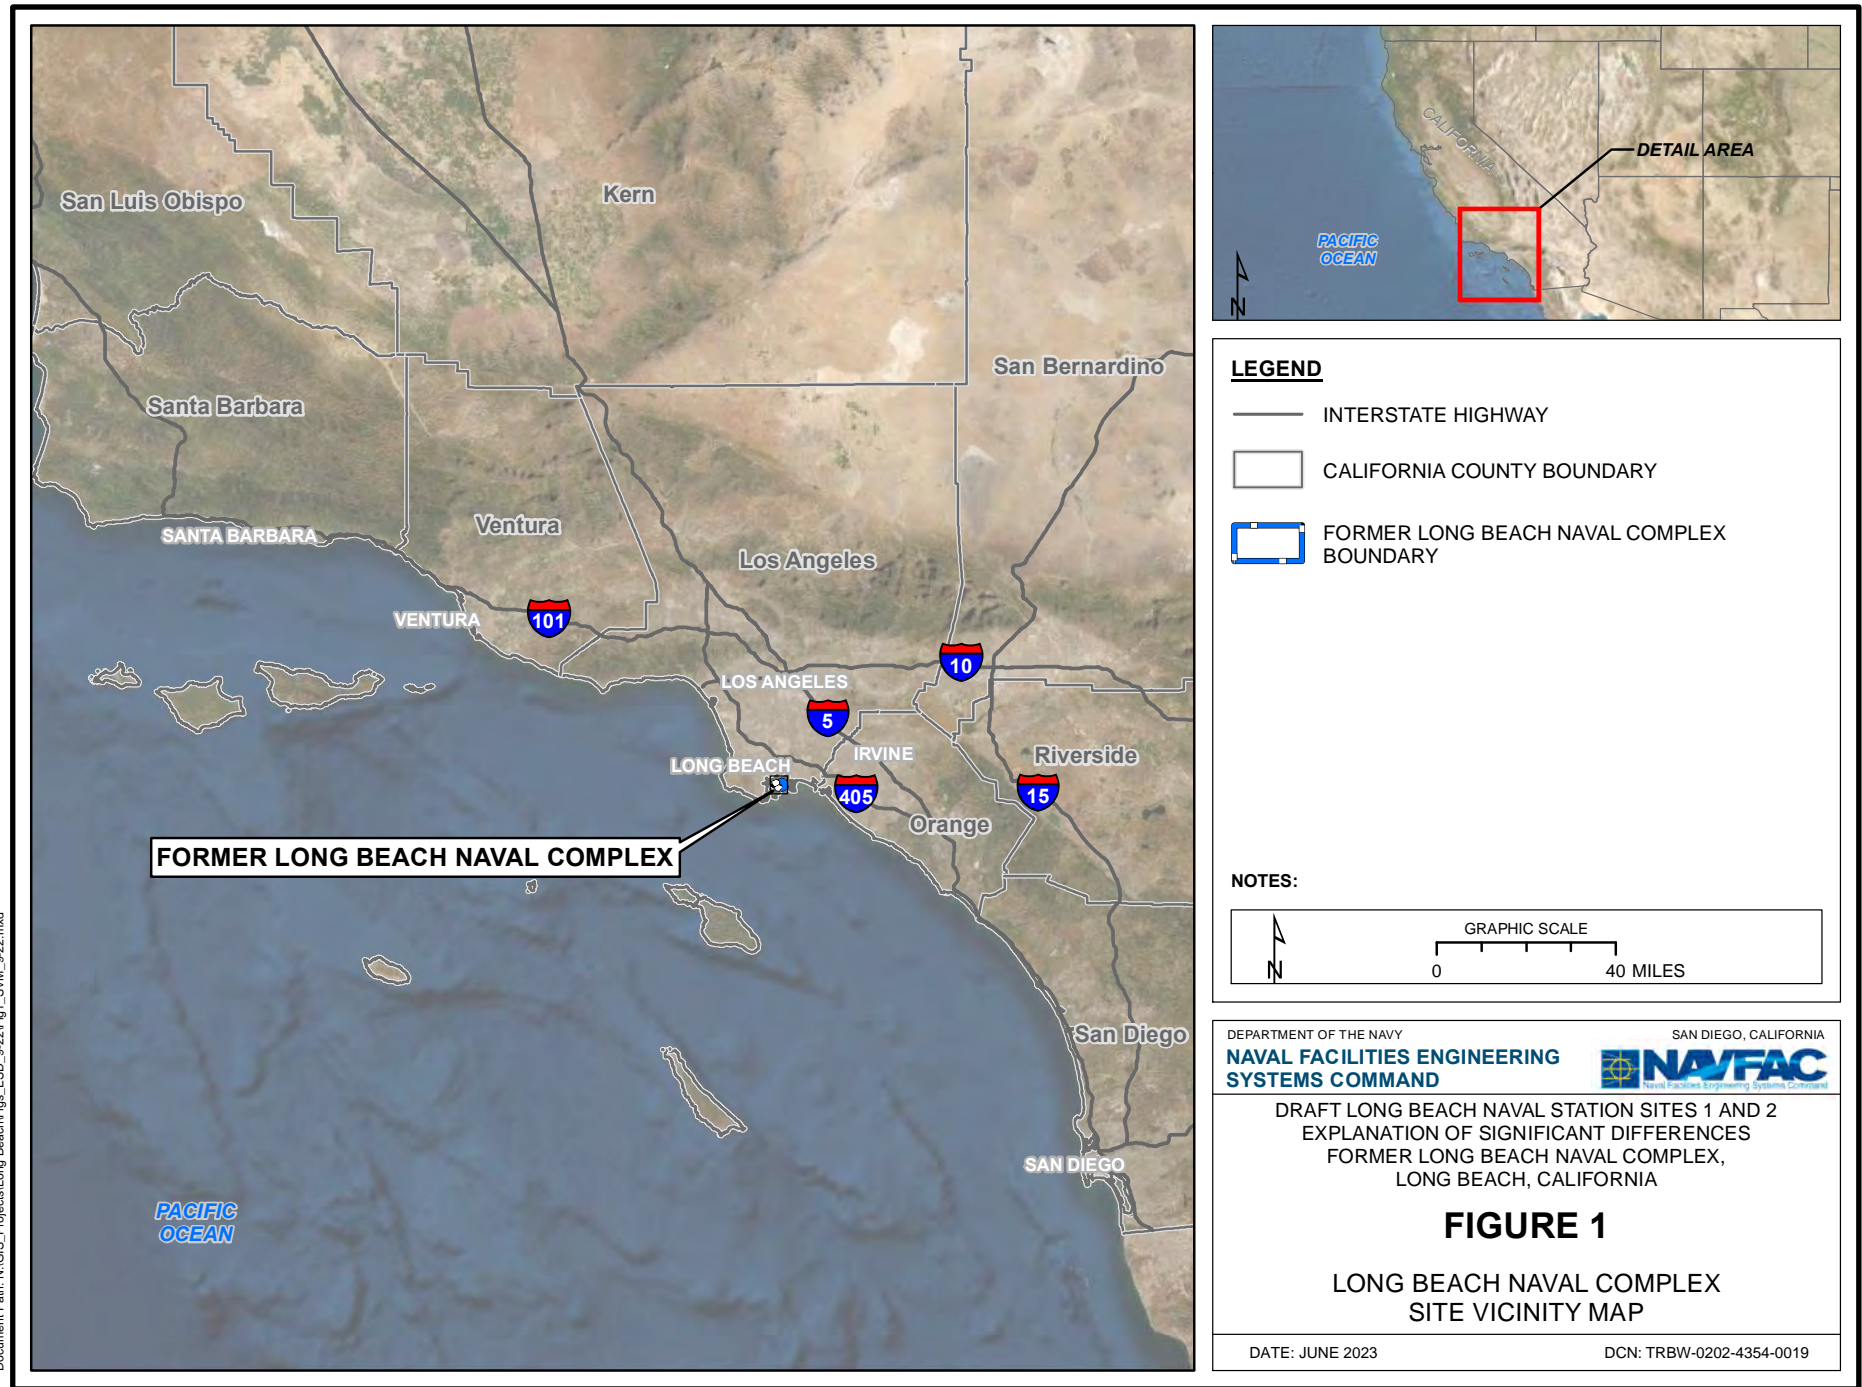 San Luis Obispo
Kern
San Bernardino
Santa Barbara
Ventura
Los Angeles
SANTA BARBARA
VENTURA
101
10
LOS ANGELES
5
IRVINE
Riverside
LONG BEACH
405
15
Orange
FORMER LONG BEACH NAVAL COMPLEX
San Diego
SAN DIEGO
PACIFIC
OCEAN
CALIFORNIA
DETAIL AREA
PACIFIC
OCEAN
N
LEGEND
INTERSTATE HIGHWAY
CALIFORNIA COUNTY BOUNDARY
FORMER LONG BEACH NAVAL COMPLEX
BOUNDARY
NOTES:
GRAPHIC SCALE
N
0 40 MILES
DEPARTMENT OF THE NAVY SAN DIEGO, CALIFORNIA
NAVAL FACILITIES ENGINEERING
SYSTEMS COMMAND
NAVFAC
Naval Facilities Engineering Systems Command
DRAFT LONG BEACH NAVAL STATION SITES 1 AND 2
EXPLANATION OF SIGNIFICANT DIFFERENCES
FORMER LONG BEACH NAVAL COMPLEX,
LONG BEACH, CALIFORNIA
FIGURE 1
LONG BEACH NAVAL COMPLEX
SITE VICINITY MAP
DATE: JUNE 2023 DCN: TRBW-0202-4354-0019